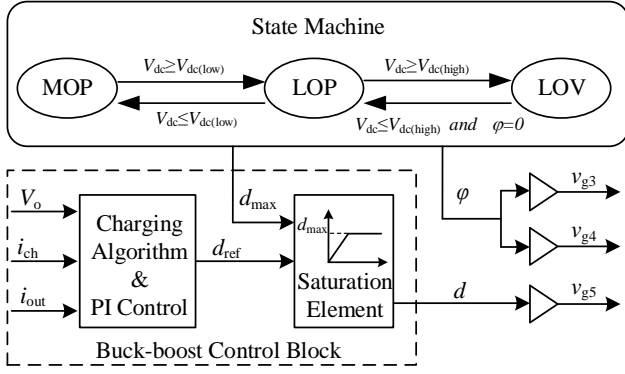 State Machine
MOP
LOP
LOV
V_dc≥V_dc(low)
V_dc≤V_dc(low)
V_dc≥V_dc(high)
V_dc≤V_dc(high) and φ=0
V_o
i_ch
i_out
Charging
Algorithm
&
PI Control
d_ref
d_max
d_max
Saturation
Element
Buck-boost Control Block
φ
d
v_g3
v_g4
v_g5